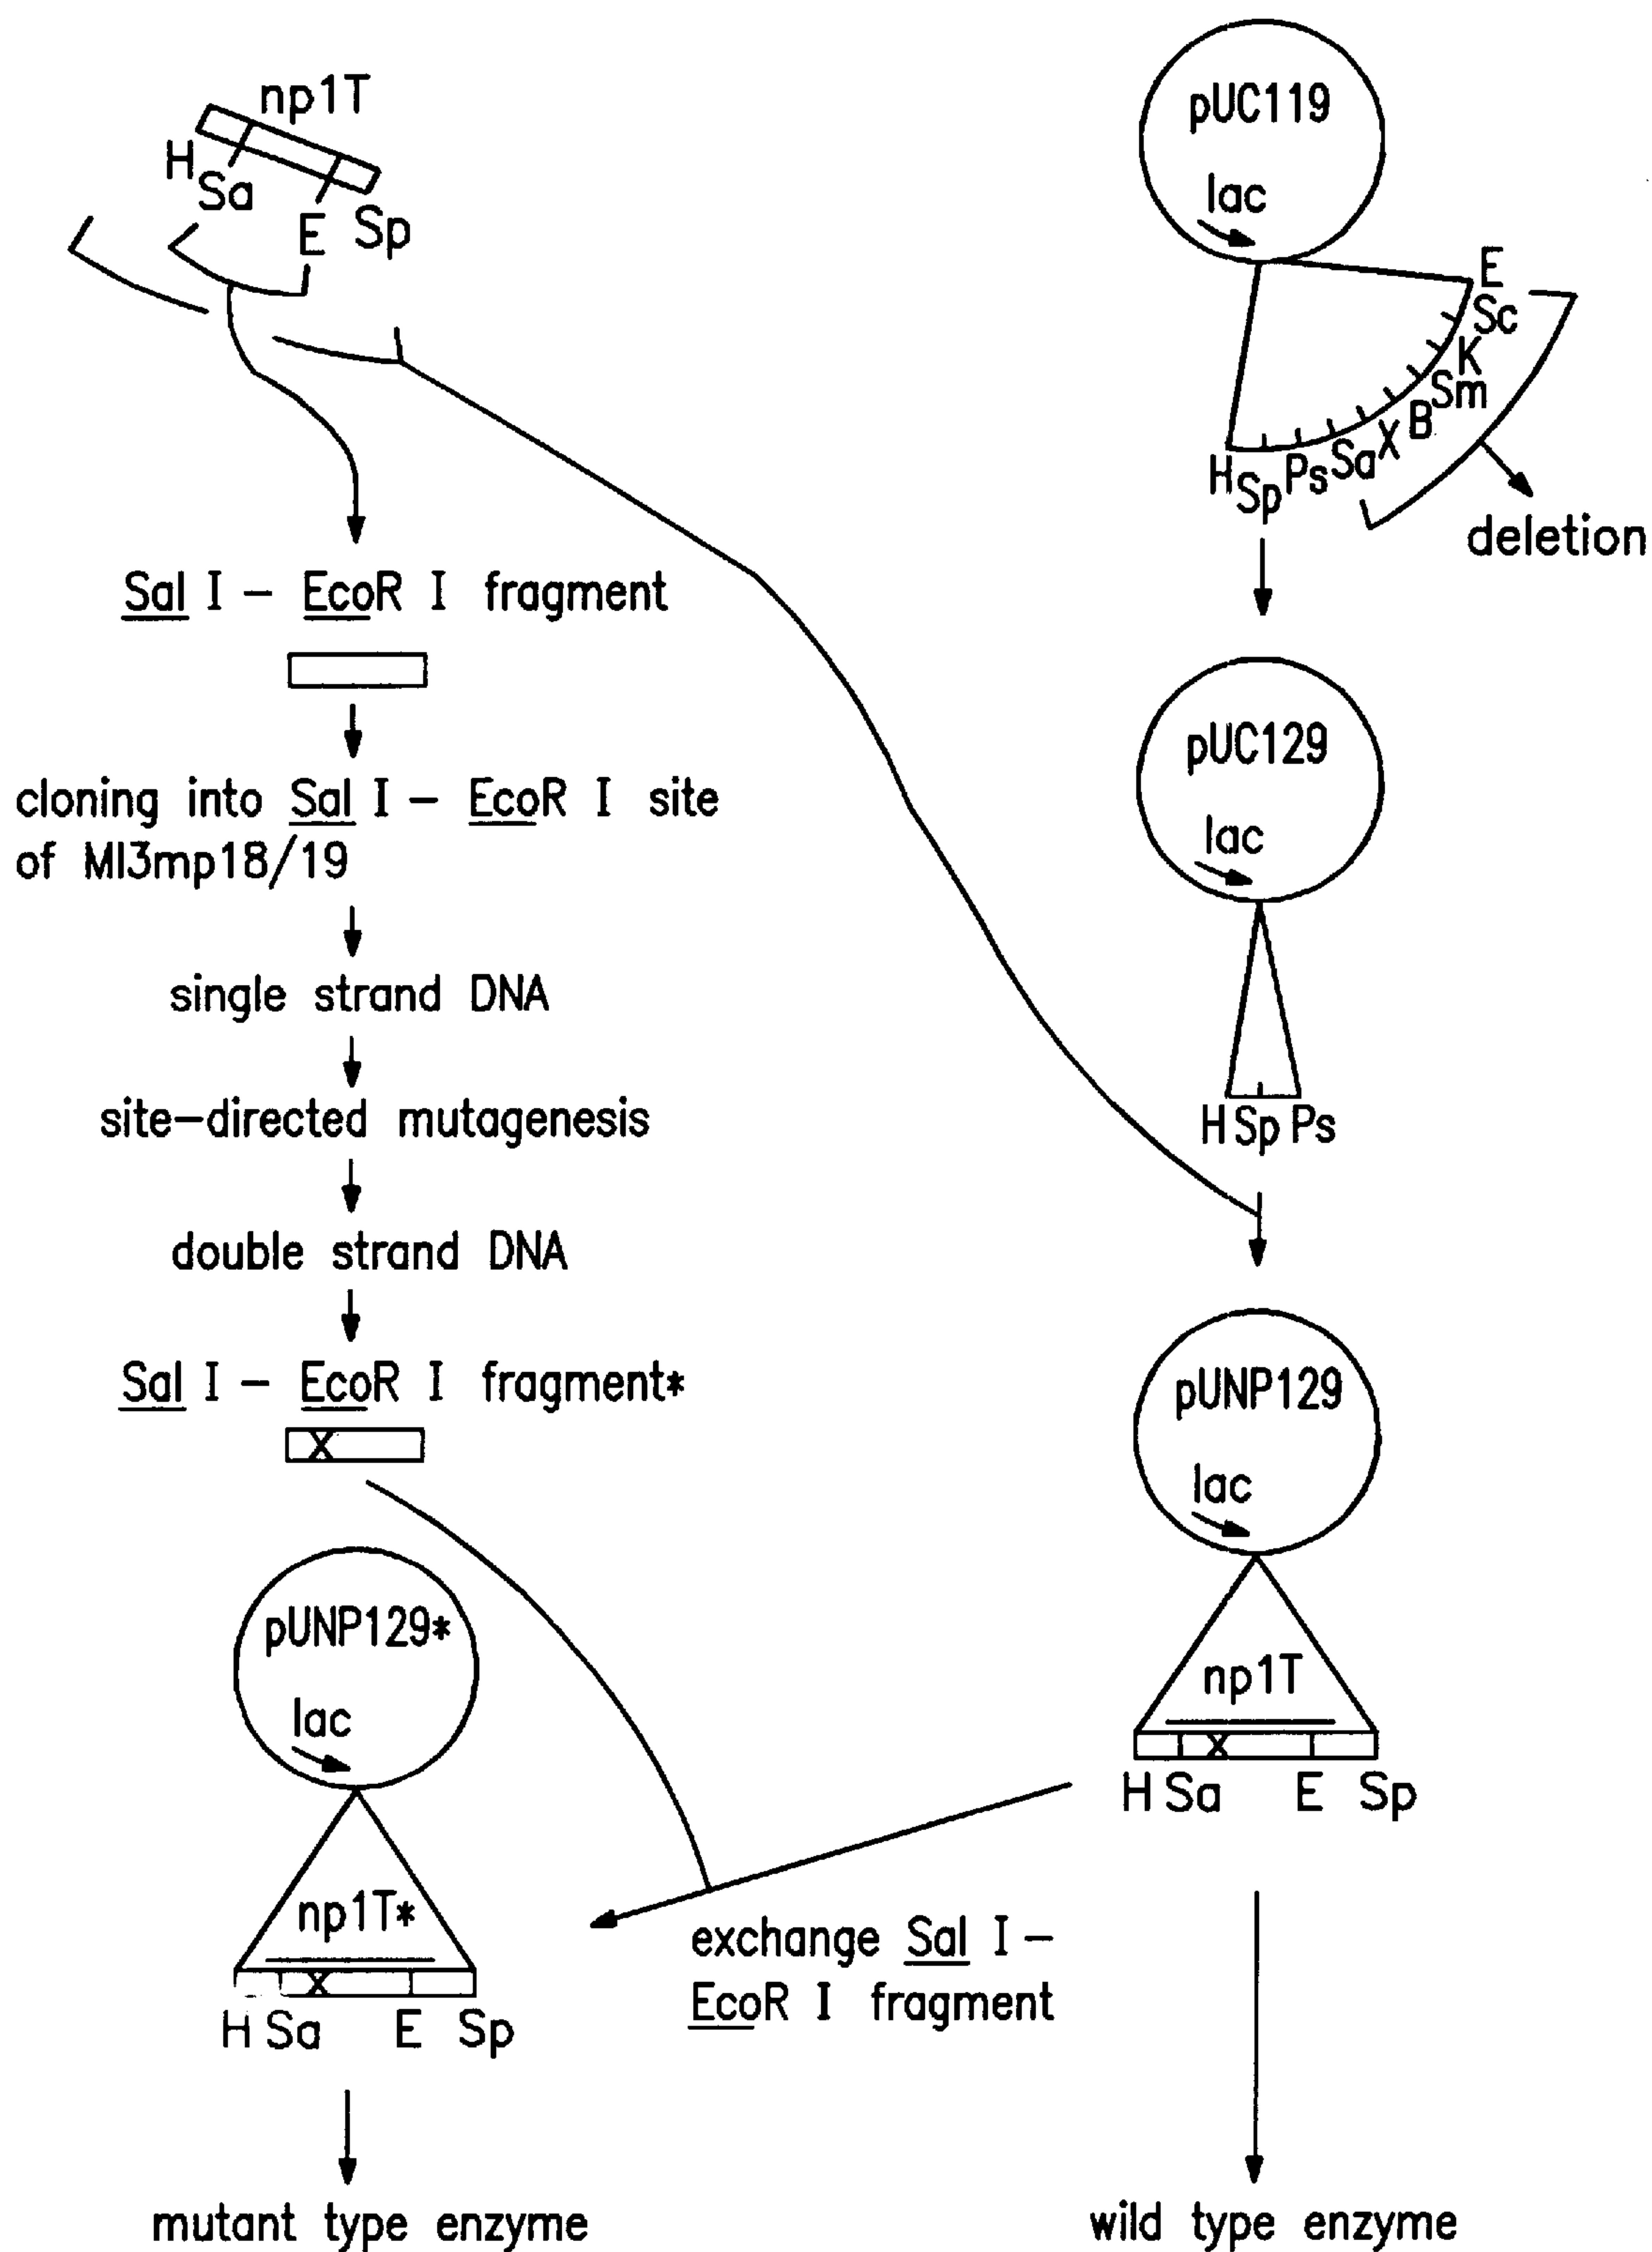 np1T
H
Sa
E
Sp
pUC119
lac
E
Sc
K
Sm
B
X
Sa
Ps
Sp
H
deletion
Sal I - EcoR I fragment
cloning into Sal I - EcoR I site
of MI3mp18/19
single strand DNA
site-directed mutagenesis
double strand DNA
Sal I - EcoR I fragment*
X
pUC129
lac
H Sp Ps
pUNP129
lac
np1T
X
H Sa E Sp
pUNP129*
lac
np1T*
X
H Sa E Sp
exchange Sal I -
EcoR I fragment
mutant type enzyme
wild type enzyme